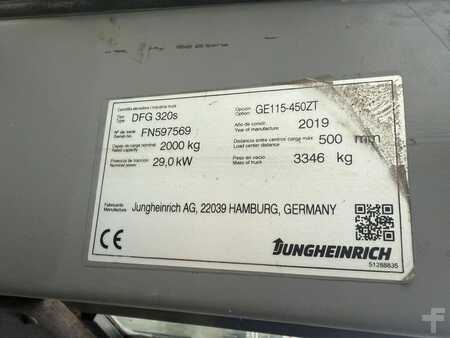 Carretilla elevadora / Industrial truck
Tipo DFG 320s Opción GE115-450ZT
Type Option
Nº de serie FN597569 Año de constr. 2019
Serial no. Year of manufacture
Capac de carga nominal 2000 kg Distancia entre centros carga máx 500 mm
Rated capacity Load center distance
Potencia de tracción 29,0 kW Peso en vacío 3346 kg
Nominal power Mass of truck
Fabricante Jungheinrich AG, 22039 HAMBURG, GERMANY
Manufacture
CE JUNGHEINRICH
51288835